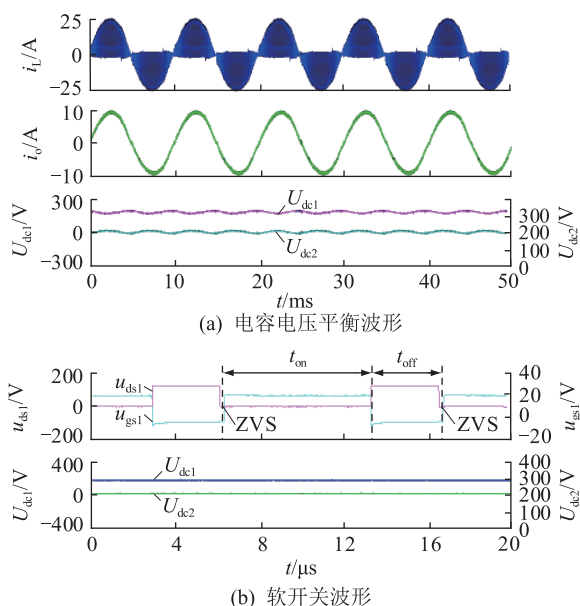 25
0
−25
i_L/A
10
0
−10
i_o/A
300
0
−300
U_dc1/V
U_dc1
U_dc2
300
200
100
0
U_dc2/V
0 10 20 30 40 50
t/ms
(a) 电容电压平衡波形
200
0
−200
u_ds1/V
u_ds1
u_gs1
t_on
t_off
ZVS
ZVS
40
20
0
−20
u_gs1/V
400
0
−400
U_dc1/V
U_dc1
U_dc2
400
300
200
100
0
U_dc2/V
0 4 8 12 16 20
t/μs
(b) 软开关波形